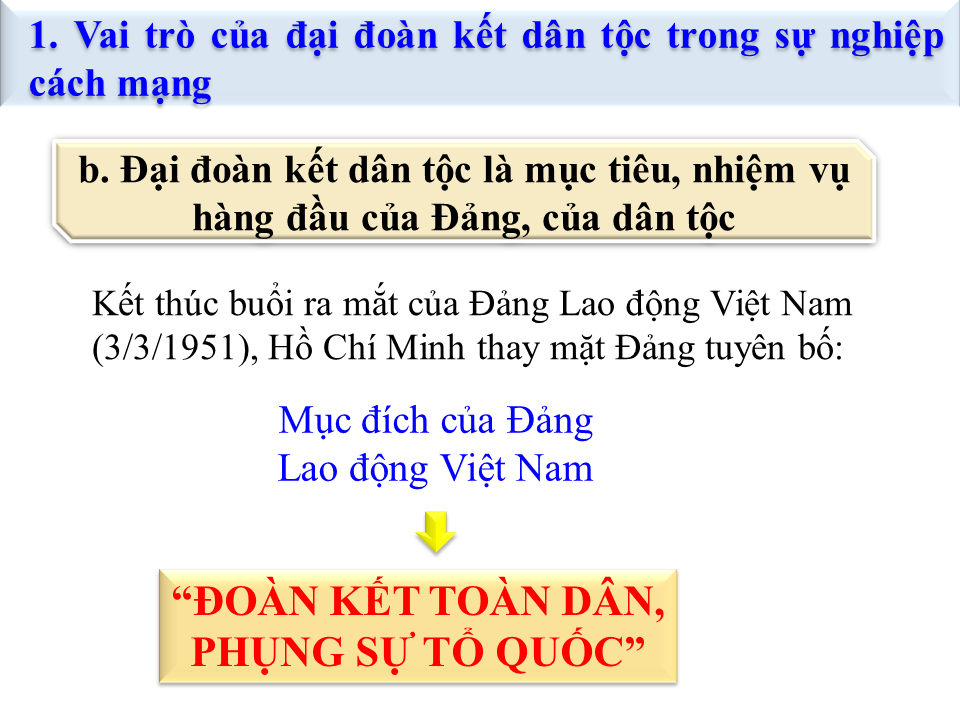 1. Vai trò của đại đoàn kết dân tộc trong sự nghiệp
cách mạng
b. Đại đoàn kết dân tộc là mục tiêu, nhiệm vụ
hàng đầu của Đảng, của dân tộc
Kết thúc buổi ra mắt của Đảng Lao động Việt Nam
(3/3/1951), Hồ Chí Minh thay mặt Đảng tuyên bố:
Mục đích của Đảng
Lao động Việt Nam
“ĐOÀN KẾT TOÀN DÂN,
PHỤNG SỰ TỔ QUỐC”